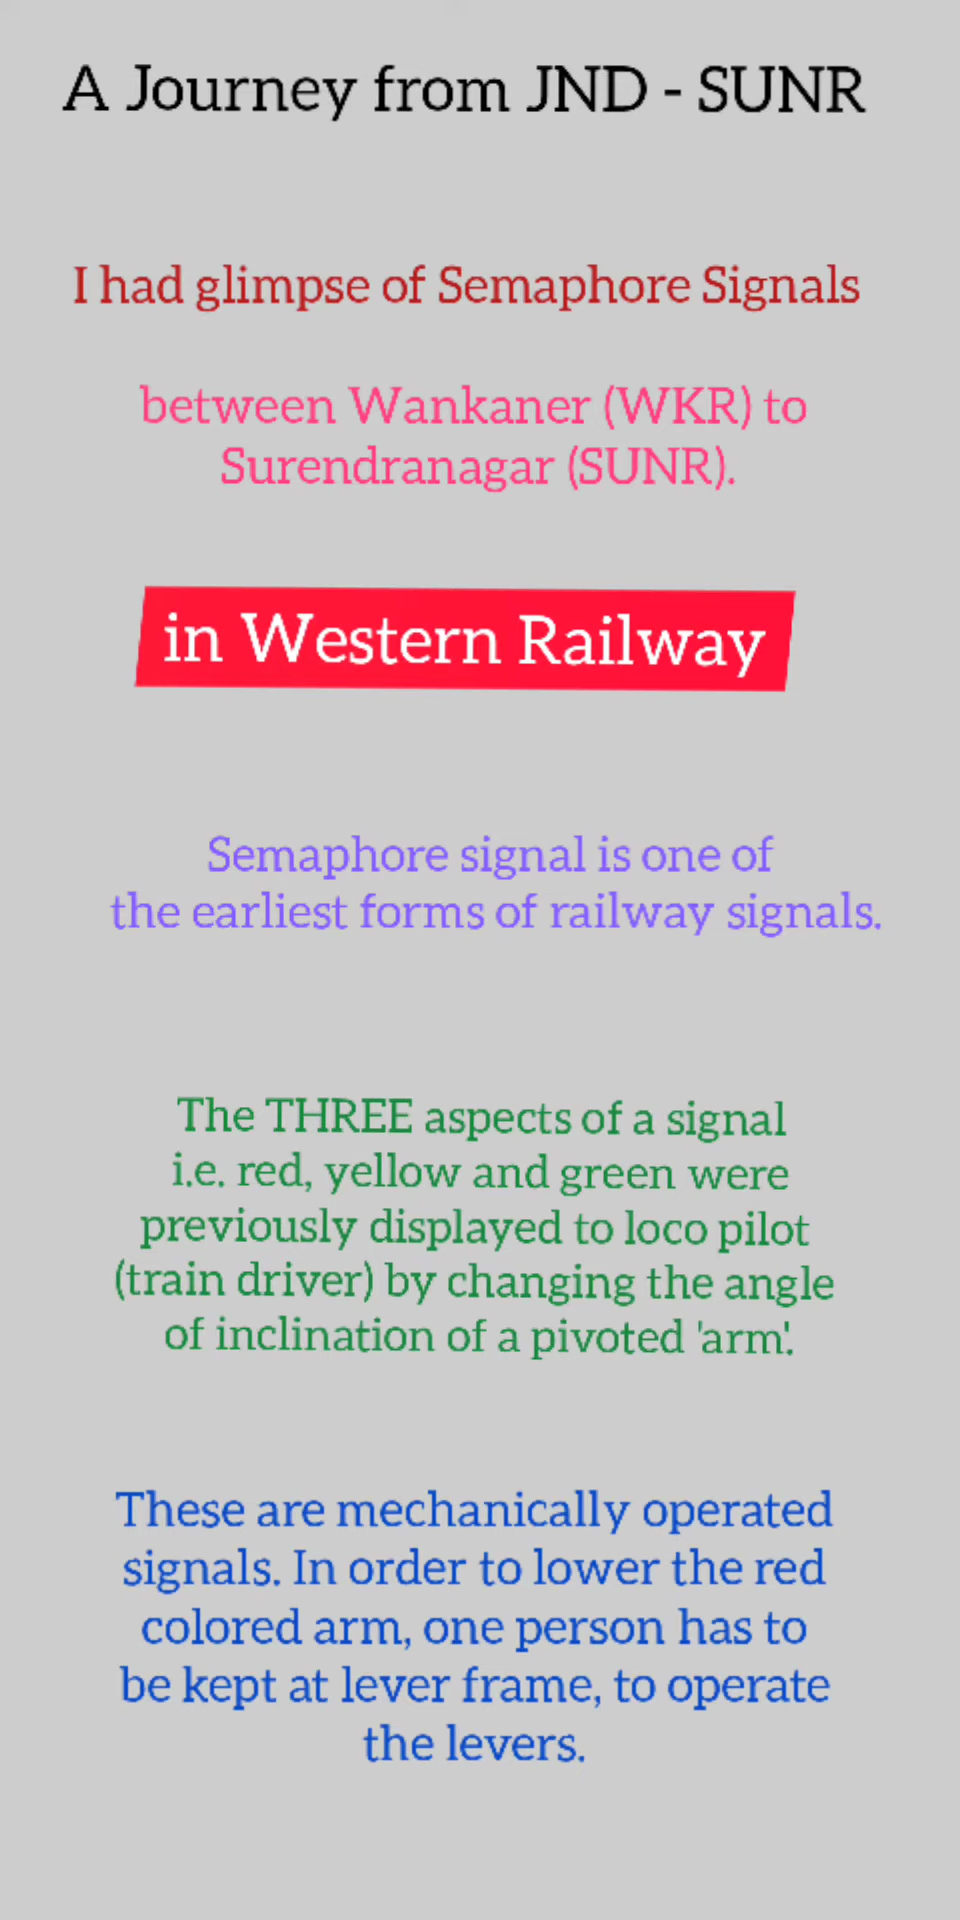 A Journey from JND - SUNR
I had glimpse of Semaphore Signals
between Wankaner (WKR) to
Surendranagar (SUNR).
in Western Railway
Semaphore signal is one of
the earliest forms of railway signals.
The THREE aspects of a signal
i.e. red, yellow and green were
previously displayed to loco pilot
(train driver) by changing the angle
of inclination of a pivoted 'arm'.
These are mechanically operated
signals. In order to lower the red
colored arm, one person has to
be kept at lever frame, to operate
the levers.